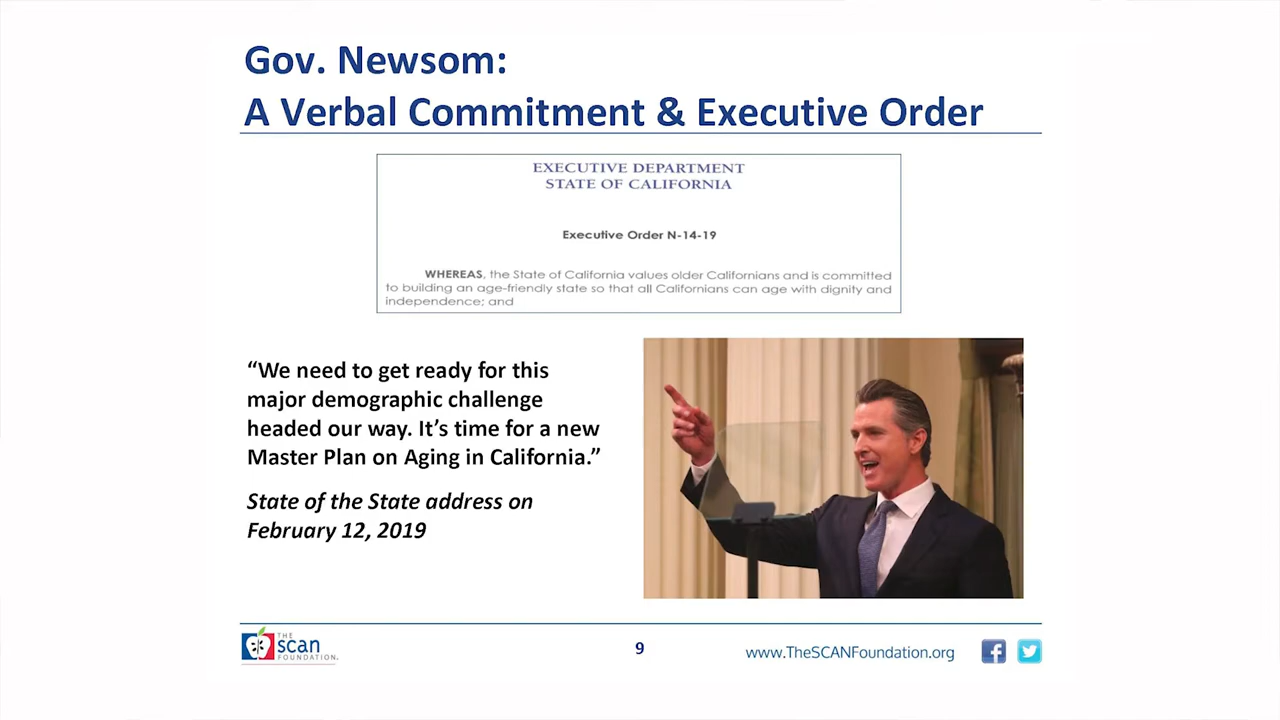 Gov. Newsom:
A Verbal Commitment & Executive Order
EXECUTIVE DEPARTMENT
STATE OF CALIFORNIA
Executive Order N-14-19
WHEREAS, the State of California values older Californians and is committed
to building an age-friendly state so that all Californians can age with dignity and
independence; and
“We need to get ready for this
major demographic challenge
headed our way. It’s time for a new
Master Plan on Aging in California.”
State of the State address on
February 12, 2019
THE
scan
FOUNDATION.
9
www.TheSCANFoundation.org